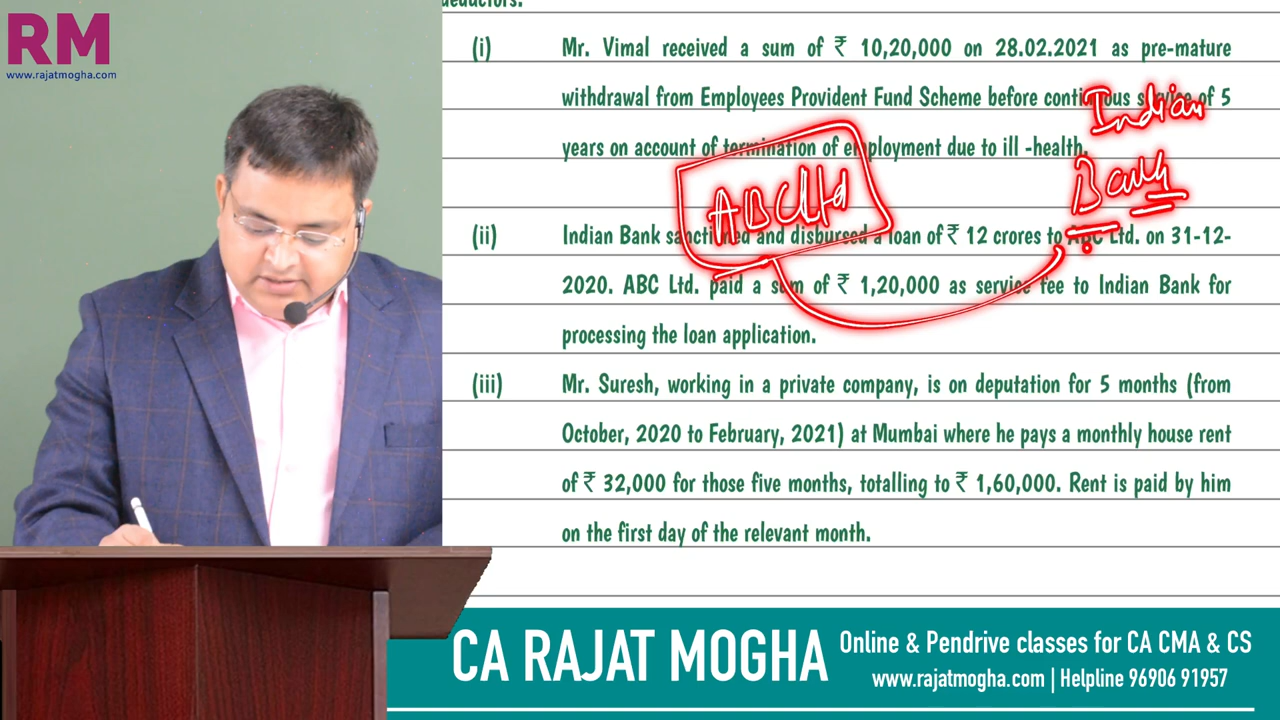 RM
www.rajatmogha.com
deductors.
(i) Mr. Vimal received a sum of ₹ 10,20,000 on 28.02.2021 as pre-mature
withdrawal from Employees Provident Fund Scheme before continuous service of 5
years on account of termination of employment due to ill -health.
Indian
Bank
ABC Ltd
(ii) Indian Bank sanctioned and disbursed a loan of ₹ 12 crores to ABC Ltd. on 31-12-
2020. ABC Ltd. paid a sum of ₹ 1,20,000 as service fee to Indian Bank for
processing the loan application.
(iii) Mr. Suresh, working in a private company, is on deputation for 5 months (from
October, 2020 to February, 2021) at Mumbai where he pays a monthly house rent
of ₹ 32,000 for those five months, totalling to ₹ 1,60,000. Rent is paid by him
on the first day of the relevant month.
CA RAJAT MOGHA
Online & Pendrive classes for CA CMA & CS
www.rajatmogha.com | Helpline 96906 91957